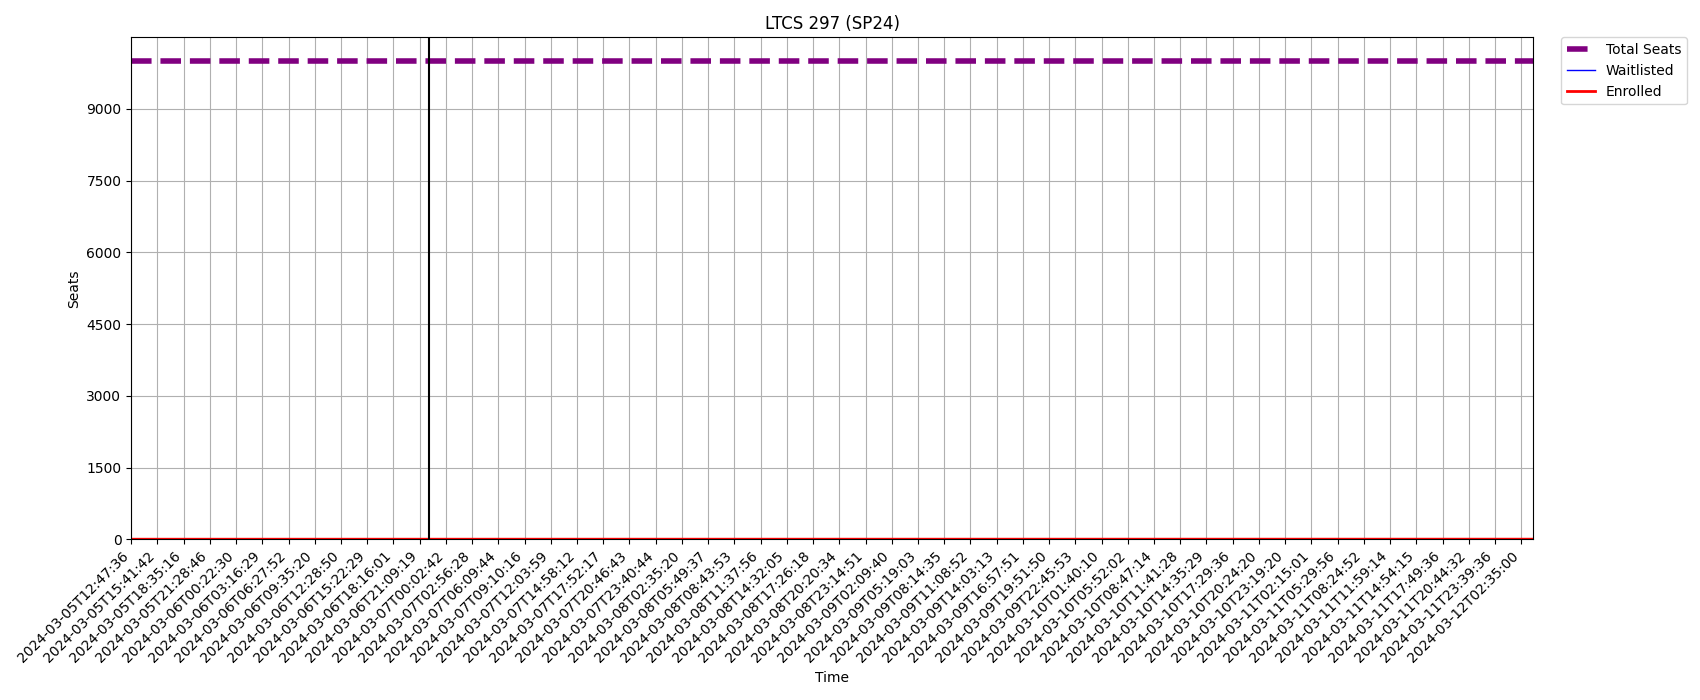 LTCS 297 (SP24)
Total Seats
Waitlisted
Enrolled
9000
7500
6000
4500
3000
1500
0
Seats
2024-03-05T12:47:36
2024-03-05T15:41:42
2024-03-05T18:35:16
2024-03-05T21:28:46
2024-03-06T00:22:30
2024-03-06T03:16:29
2024-03-06T06:27:52
2024-03-06T09:35:20
2024-03-06T12:28:50
2024-03-06T15:22:29
2024-03-06T18:16:01
2024-03-06T21:09:19
2024-03-07T00:02:42
2024-03-07T02:56:28
2024-03-07T06:09:44
2024-03-07T09:10:16
2024-03-07T12:03:59
2024-03-07T14:58:12
2024-03-07T17:52:17
2024-03-07T20:46:43
2024-03-07T23:40:44
2024-03-08T02:35:20
2024-03-08T05:49:37
2024-03-08T08:43:53
2024-03-08T11:37:56
2024-03-08T14:32:05
2024-03-08T17:26:18
2024-03-08T20:20:34
2024-03-08T23:14:51
2024-03-09T02:09:40
2024-03-09T05:19:03
2024-03-09T08:14:35
2024-03-09T11:08:52
2024-03-09T14:03:13
2024-03-09T16:57:51
2024-03-09T19:51:50
2024-03-09T22:45:53
2024-03-10T01:40:10
2024-03-10T05:52:02
2024-03-10T08:47:14
2024-03-10T11:41:28
2024-03-10T14:35:29
2024-03-10T17:29:36
2024-03-10T20:24:20
2024-03-10T23:19:20
2024-03-11T02:15:01
2024-03-11T05:29:56
2024-03-11T08:24:52
2024-03-11T11:59:14
2024-03-11T14:54:15
2024-03-11T17:49:36
2024-03-11T20:44:32
2024-03-11T23:39:36
2024-03-12T02:35:00
Time